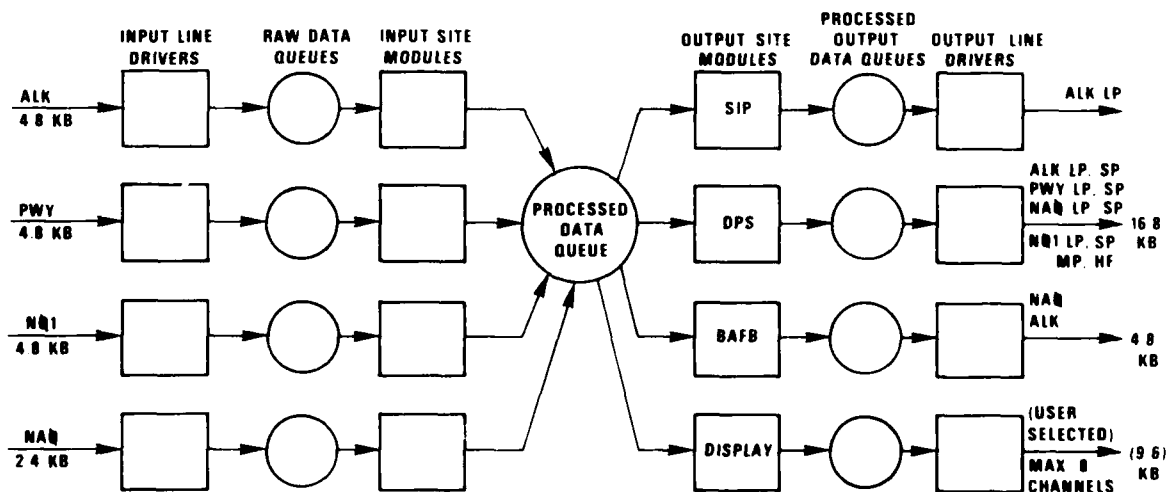 INPUT LINE
DRIVERS
RAW DATA
QUEUES
INPUT SITE
MODULES
OUTPUT SITE
MODULES
PROCESSED
OUTPUT
DATA QUEUES
OUTPUT LINE
DRIVERS
ALK
4 8 KB
SIP
ALK LP
PWY
4.8 KB
PROCESSED
DATA
QUEUE
DPS
ALK LP. SP
PWY LP. SP
LP SP
LP. SP
MP. HF
16 8
KB
4 8 KB
BAFB
ALK
4 8
KB
2 4 KB
DISPLAY
(USER
SELECTED)
MAX 8
CHANNELS
(9 6)
KB